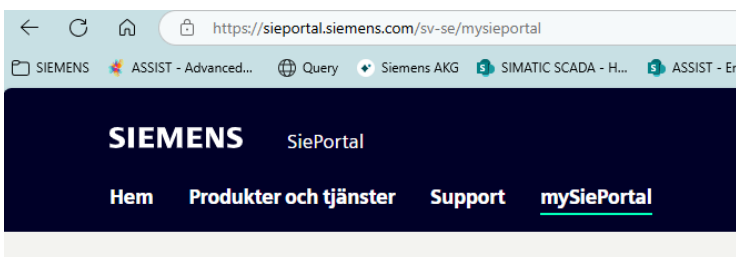 https://sieportal.siemens.com/sv-se/mysieportal
SIEMENS ASSIST - Advanced... Query Siemens AKG SIMATIC SCADA - H... ASSIST - Er
SIEMENS SiePortal
Hem Produkter och tjänster Support mySiePortal